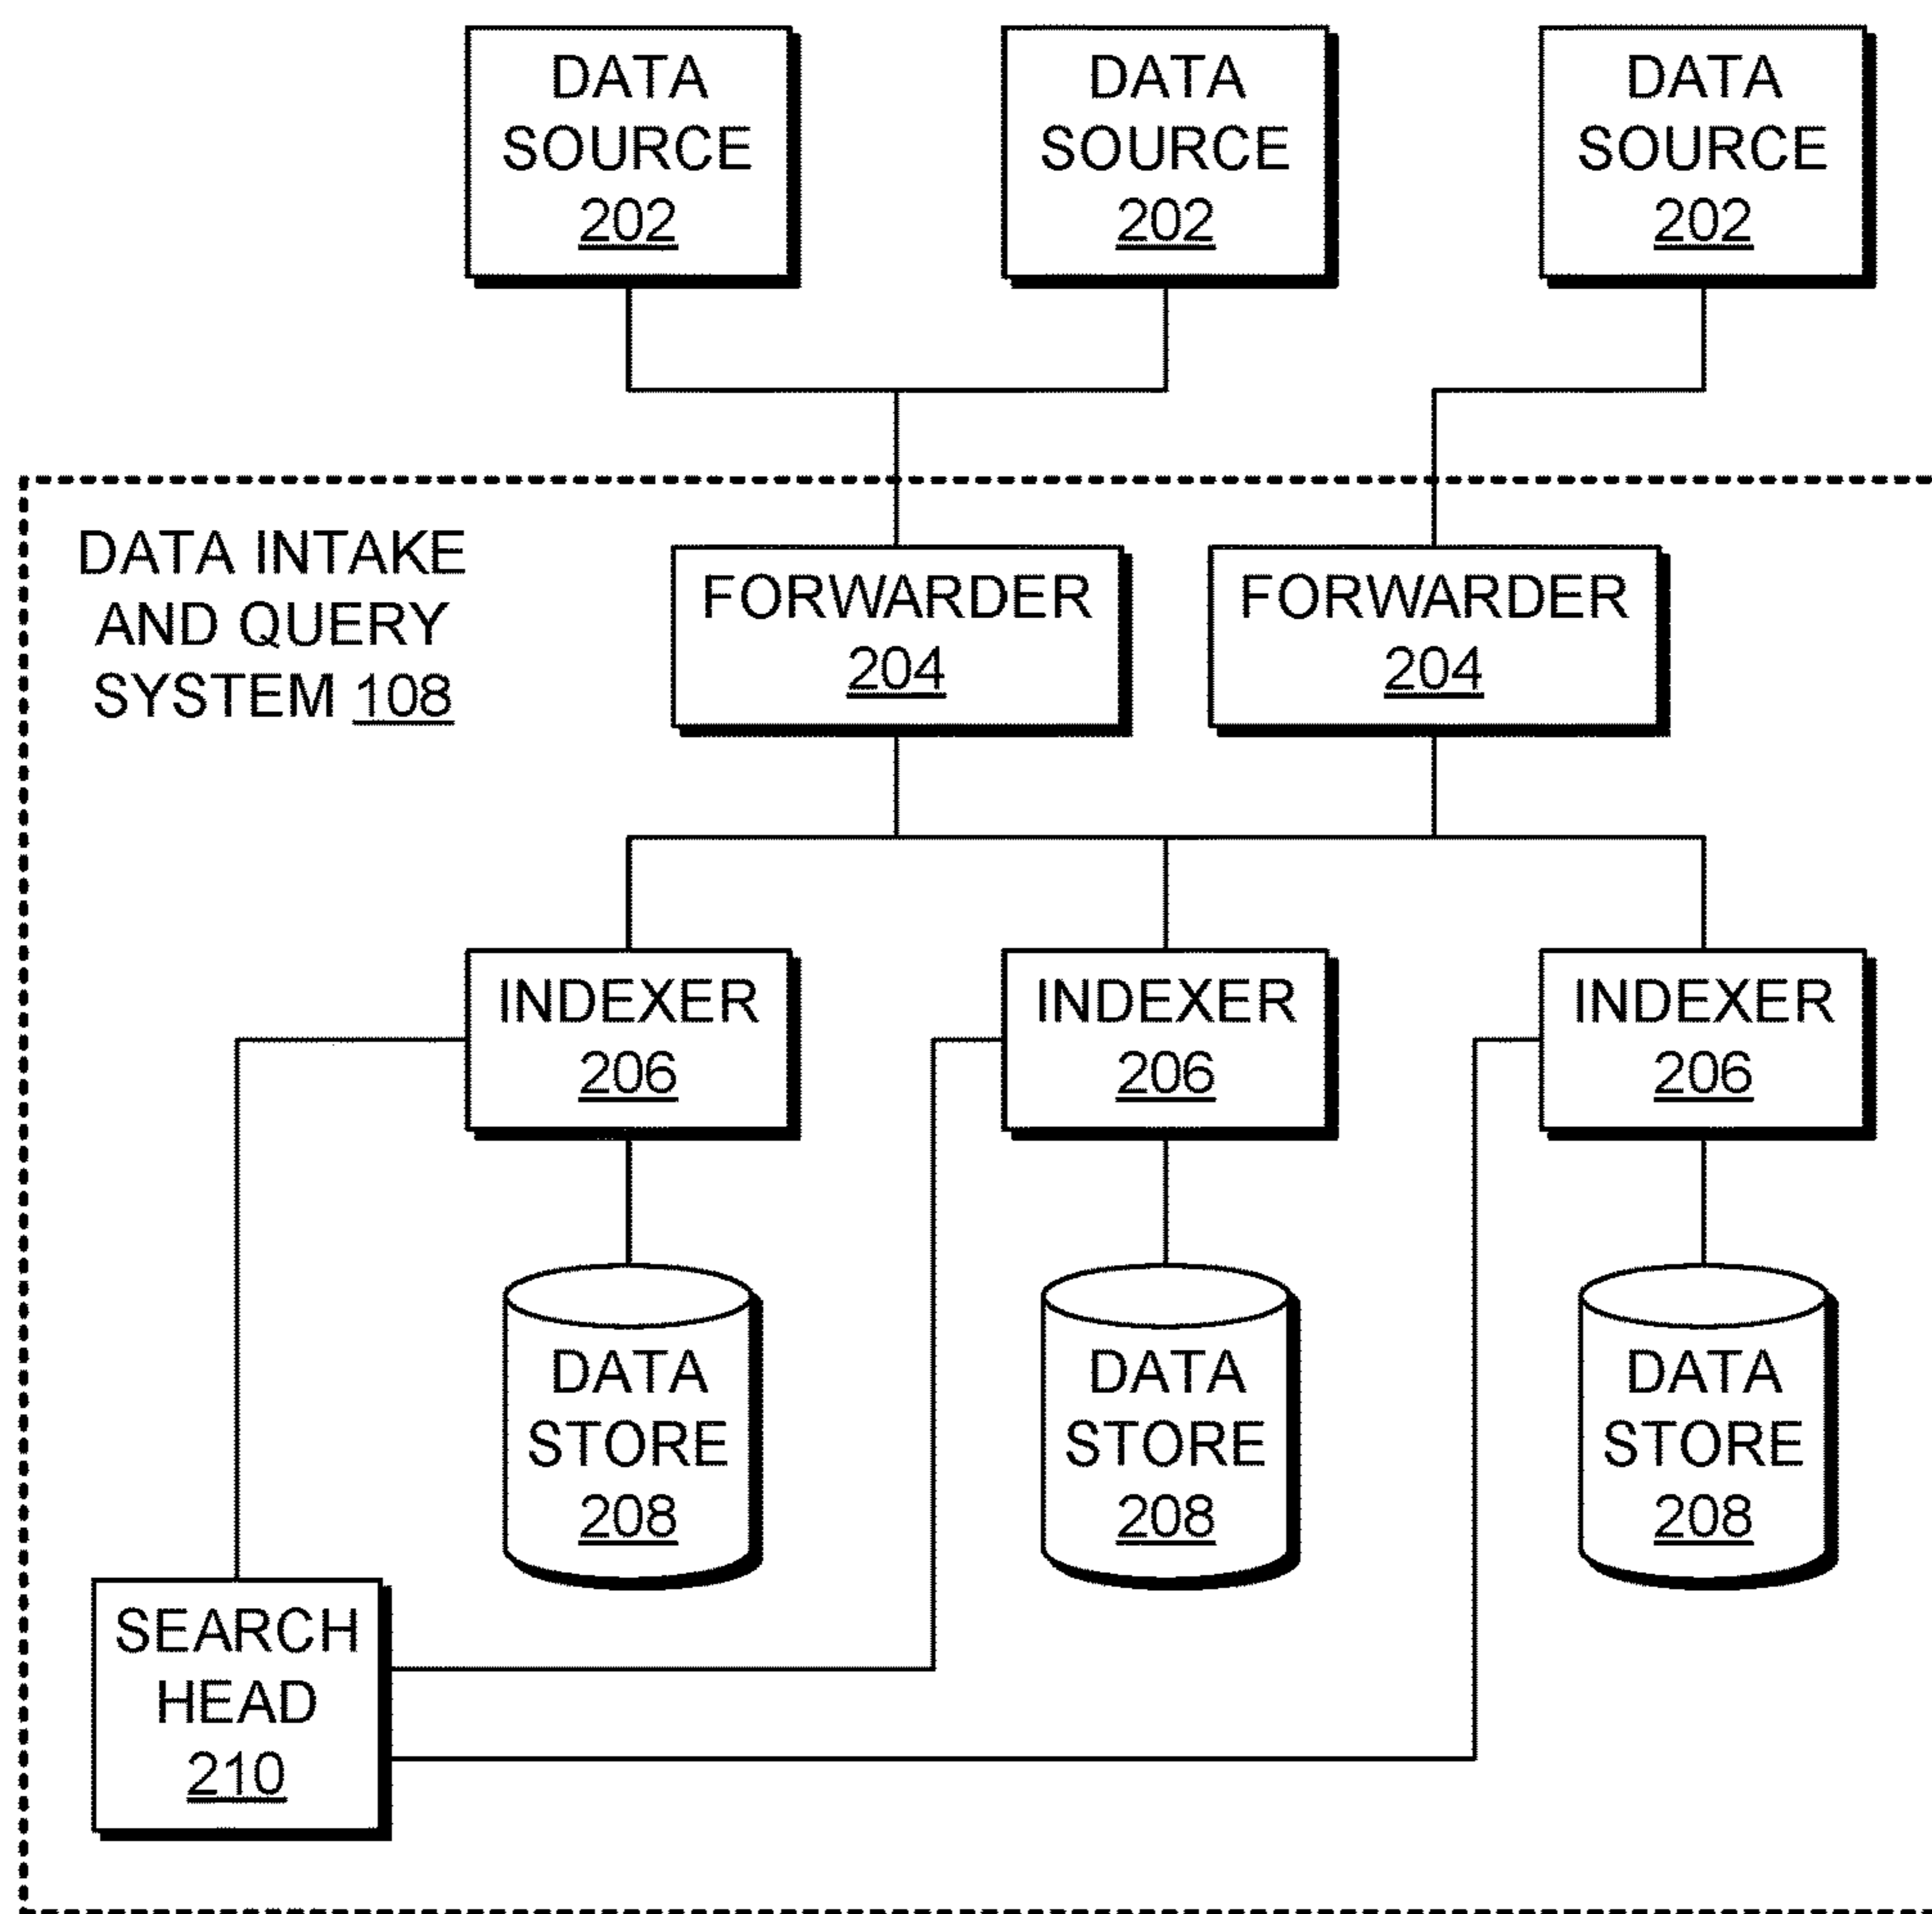 DATA
SOURCE
202
DATA
SOURCE
202
DATA
SOURCE
202
DATA INTAKE
AND QUERY
SYSTEM 108
FORWARDER
204
FORWARDER
204
INDEXER
206
INDEXER
206
INDEXER
206
DATA
STORE
208
DATA
STORE
208
DATA
STORE
208
SEARCH
HEAD
210